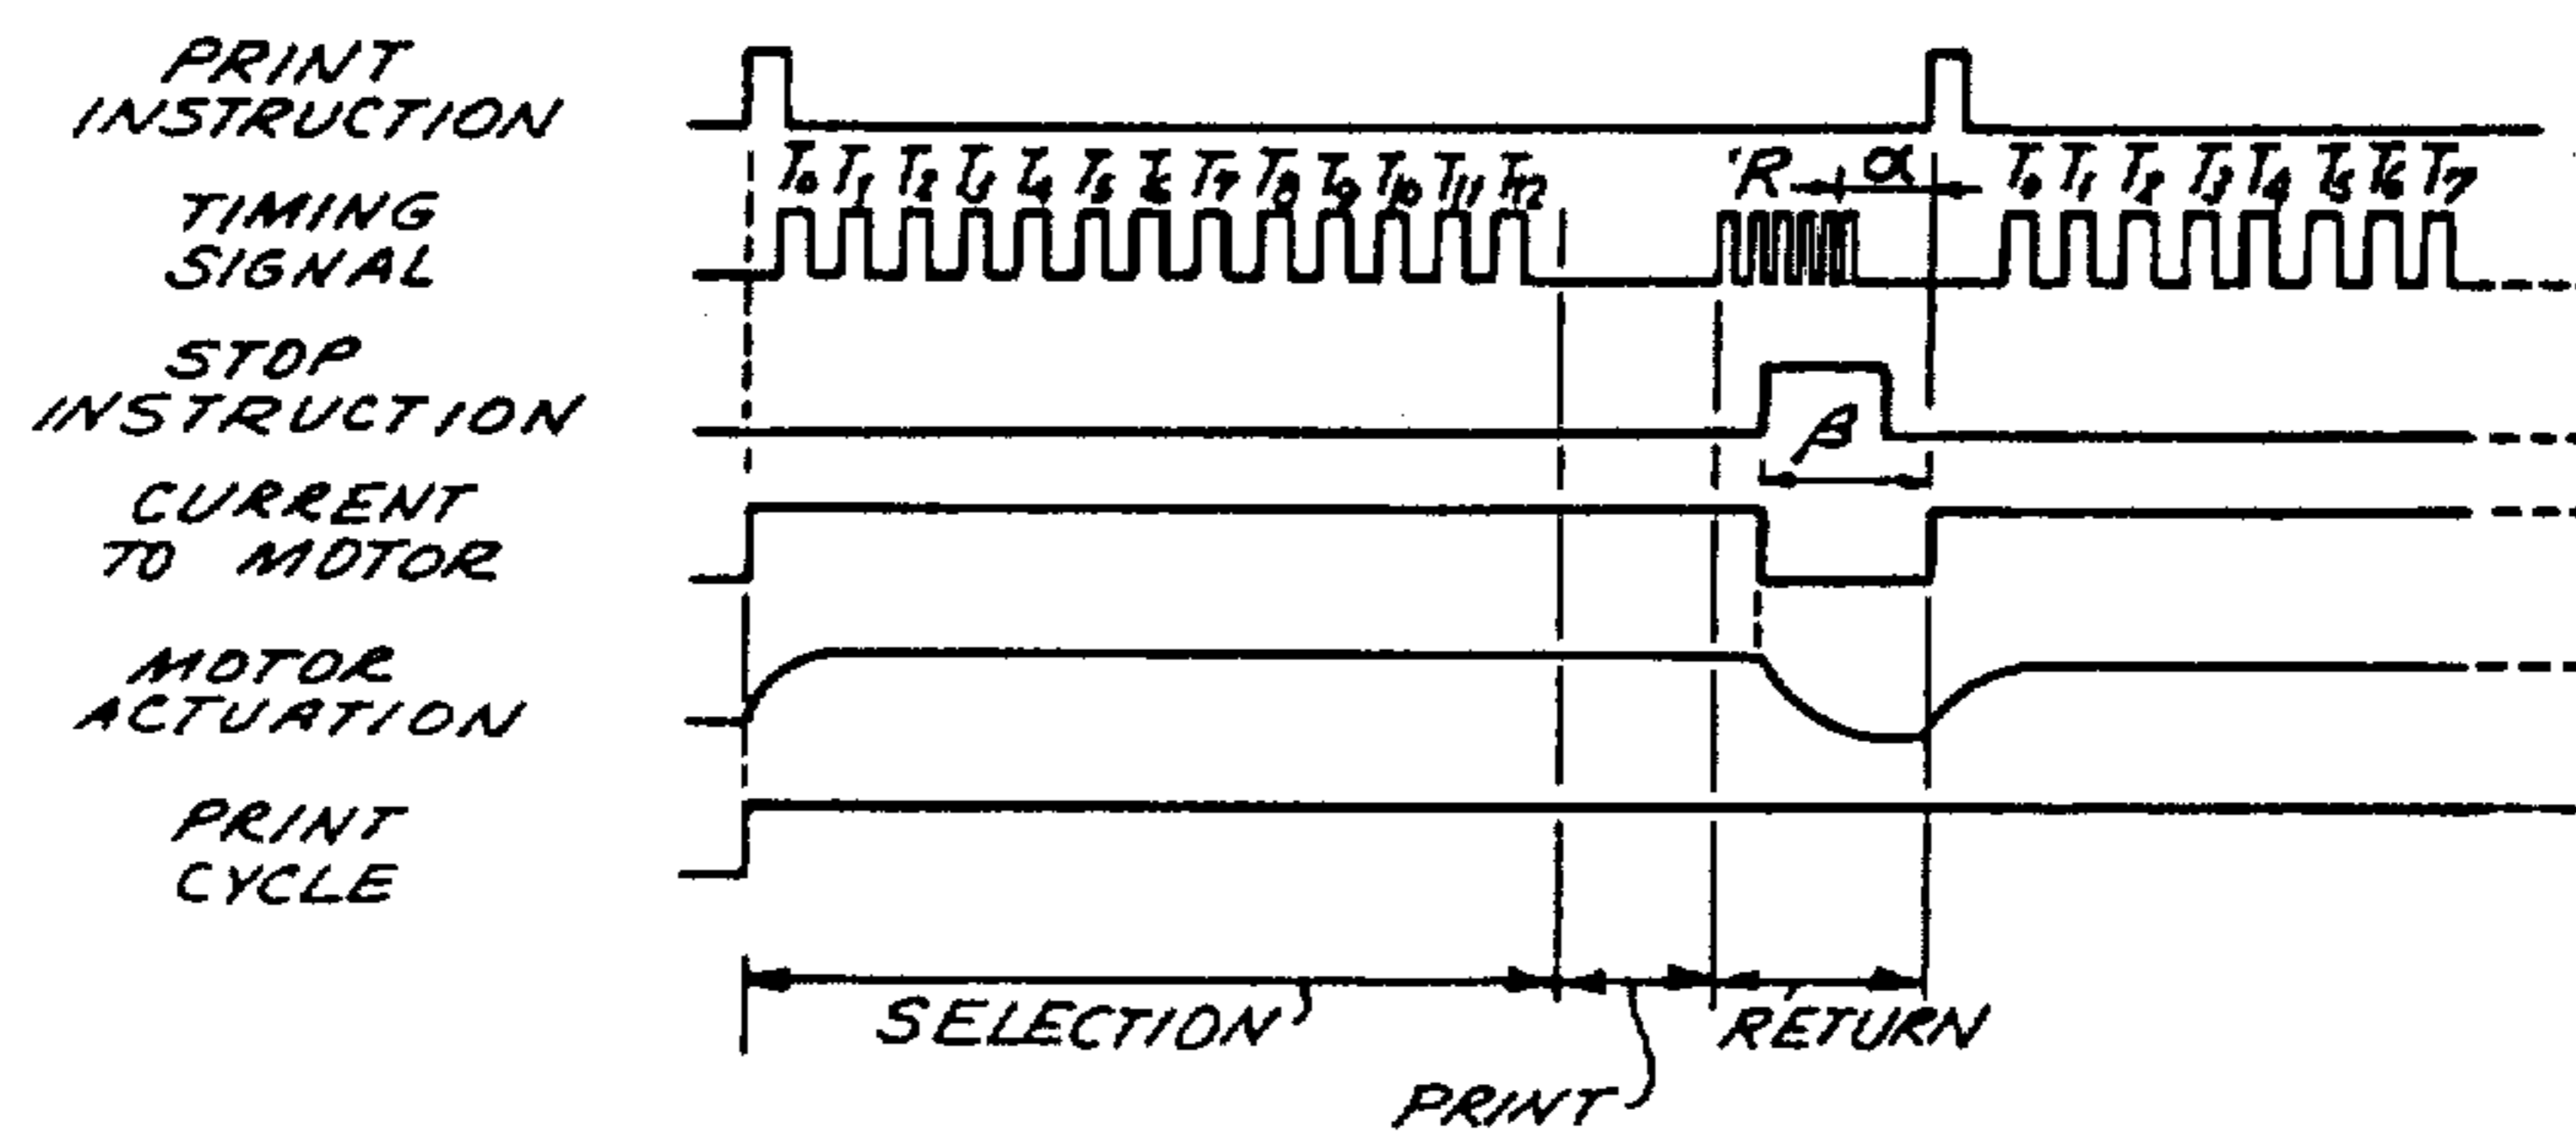 PRINT
INSTRUCTION
T0 T1 T2 T3 T4 T5 T6 T7 T8 T9 T10 T11 T12 R α T0 T1 T2 T3 T4 T5 T6 T7
TIMING
SIGNAL
STOP
INSTRUCTION
β
CURRENT
TO MOTOR
MOTOR
ACTUATION
PRINT
CYCLE
SELECTION
RETURN
PRINT